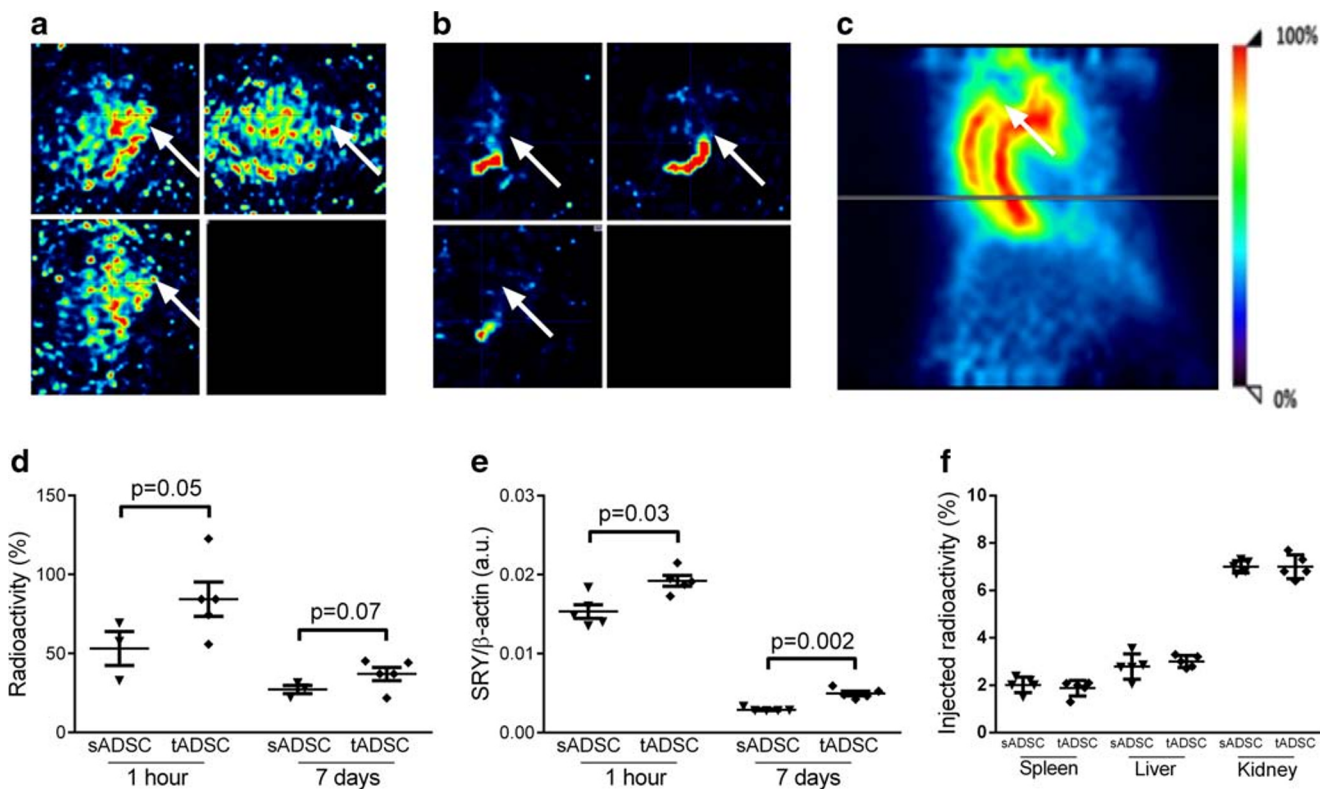 a
b
c
100%
0%
d
Radioactivity (%)
150
100
50
0
p=0.05
p=0.07
sADSC tADSC sADSC tADSC
1 hour 7 days
e
SRY/β-actin (a.u.)
0.03
0.02
0.01
0.00
p=0.03
p=0.002
sADSC tADSC sADSC tADSC
1 hour 7 days
f
Injected radioactivity (%)
10
8
6
4
2
0
sADSC tADSC sADSC tADSC sADSC tADSC
Spleen Liver Kidney